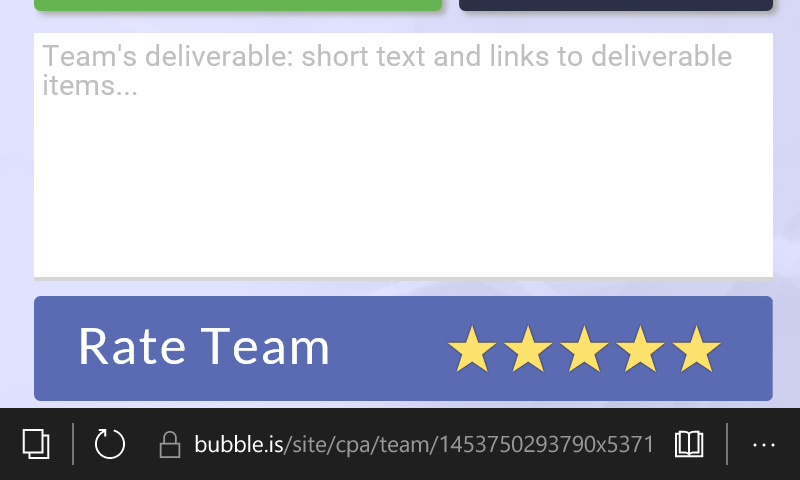 Team's deliverable: short text and links to deliverable
items...
Rate Team
bubble.is/site/cpa/team/1453750293790x5371
...